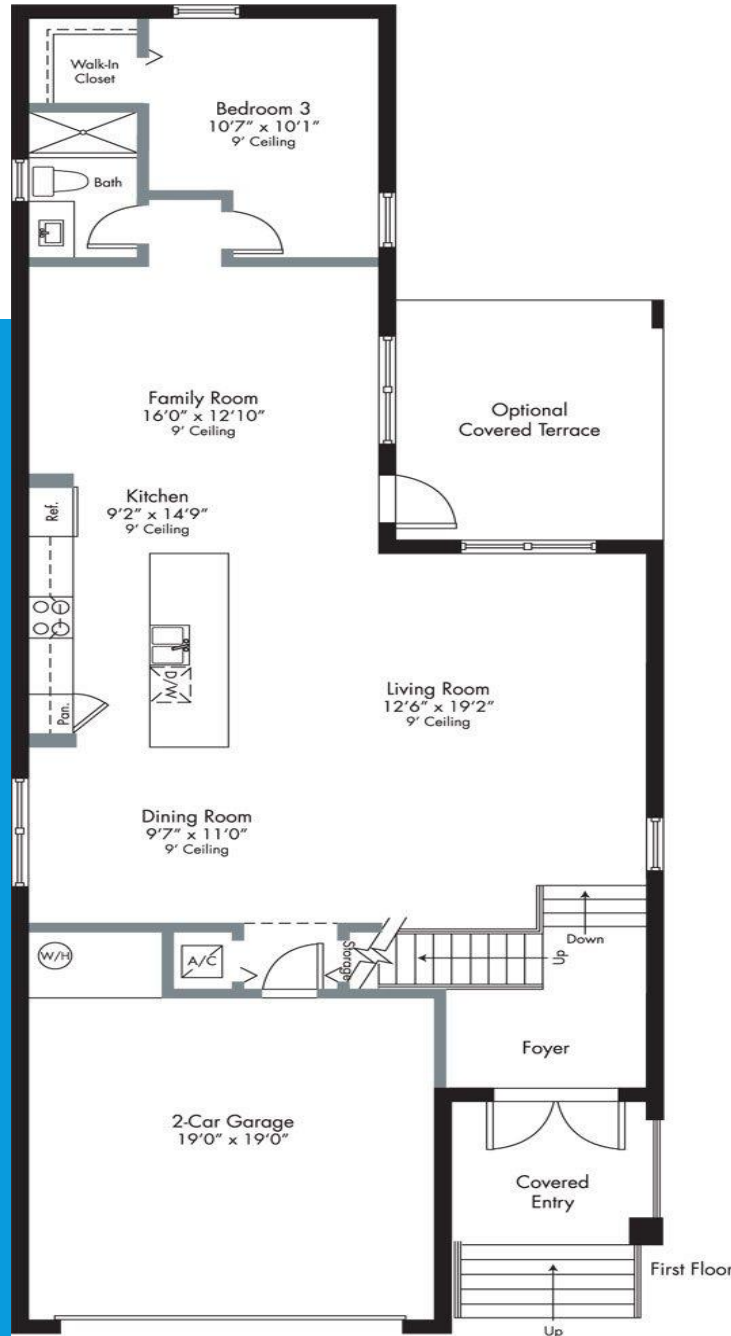 Walk-In
Closet
Bedroom 3
10'7" x 10'1"
9' Ceiling
Bath
Family Room
16'0" x 12'10"
9' Ceiling
Optional
Covered Terrace
Kitchen
9'2" x 14'9"
9' Ceiling
Ref.
D/W
Living Room
12'6" x 19'2"
9' Ceiling
Pan.
Dining Room
9'7" x 11'0"
9' Ceiling
Down
W/H
A/C
Storage
Up
Foyer
2-Car Garage
19'0" x 19'0"
Covered
Entry
First Floor
Up